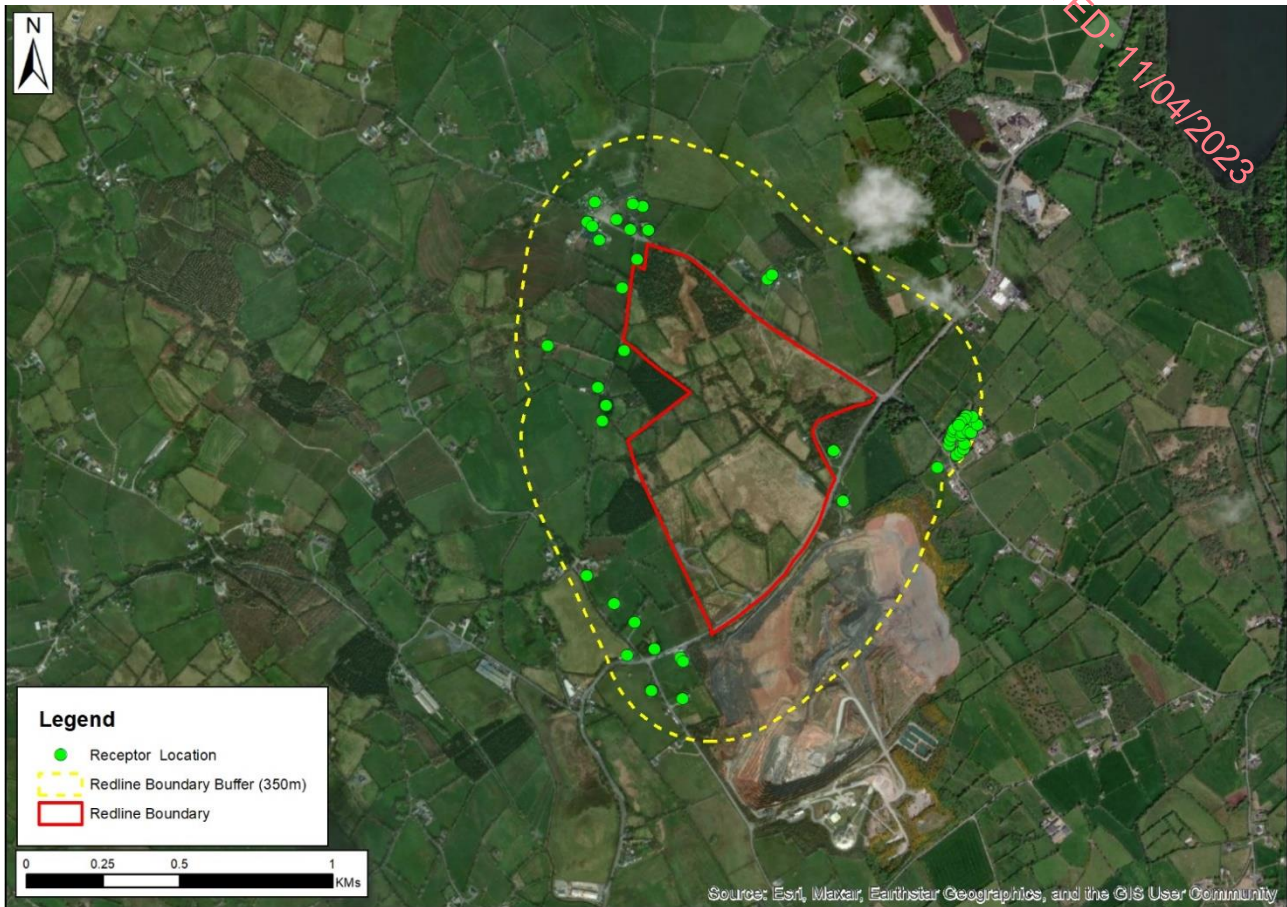 N
ED: 11/04/2023
Legend
Receptor Location
Redline Boundary Buffer (350m)
Redline Boundary
0 0.25 0.5 1
KMs
Source: Esri, Maxar, Earthstar Geographics, and the GIS User Community